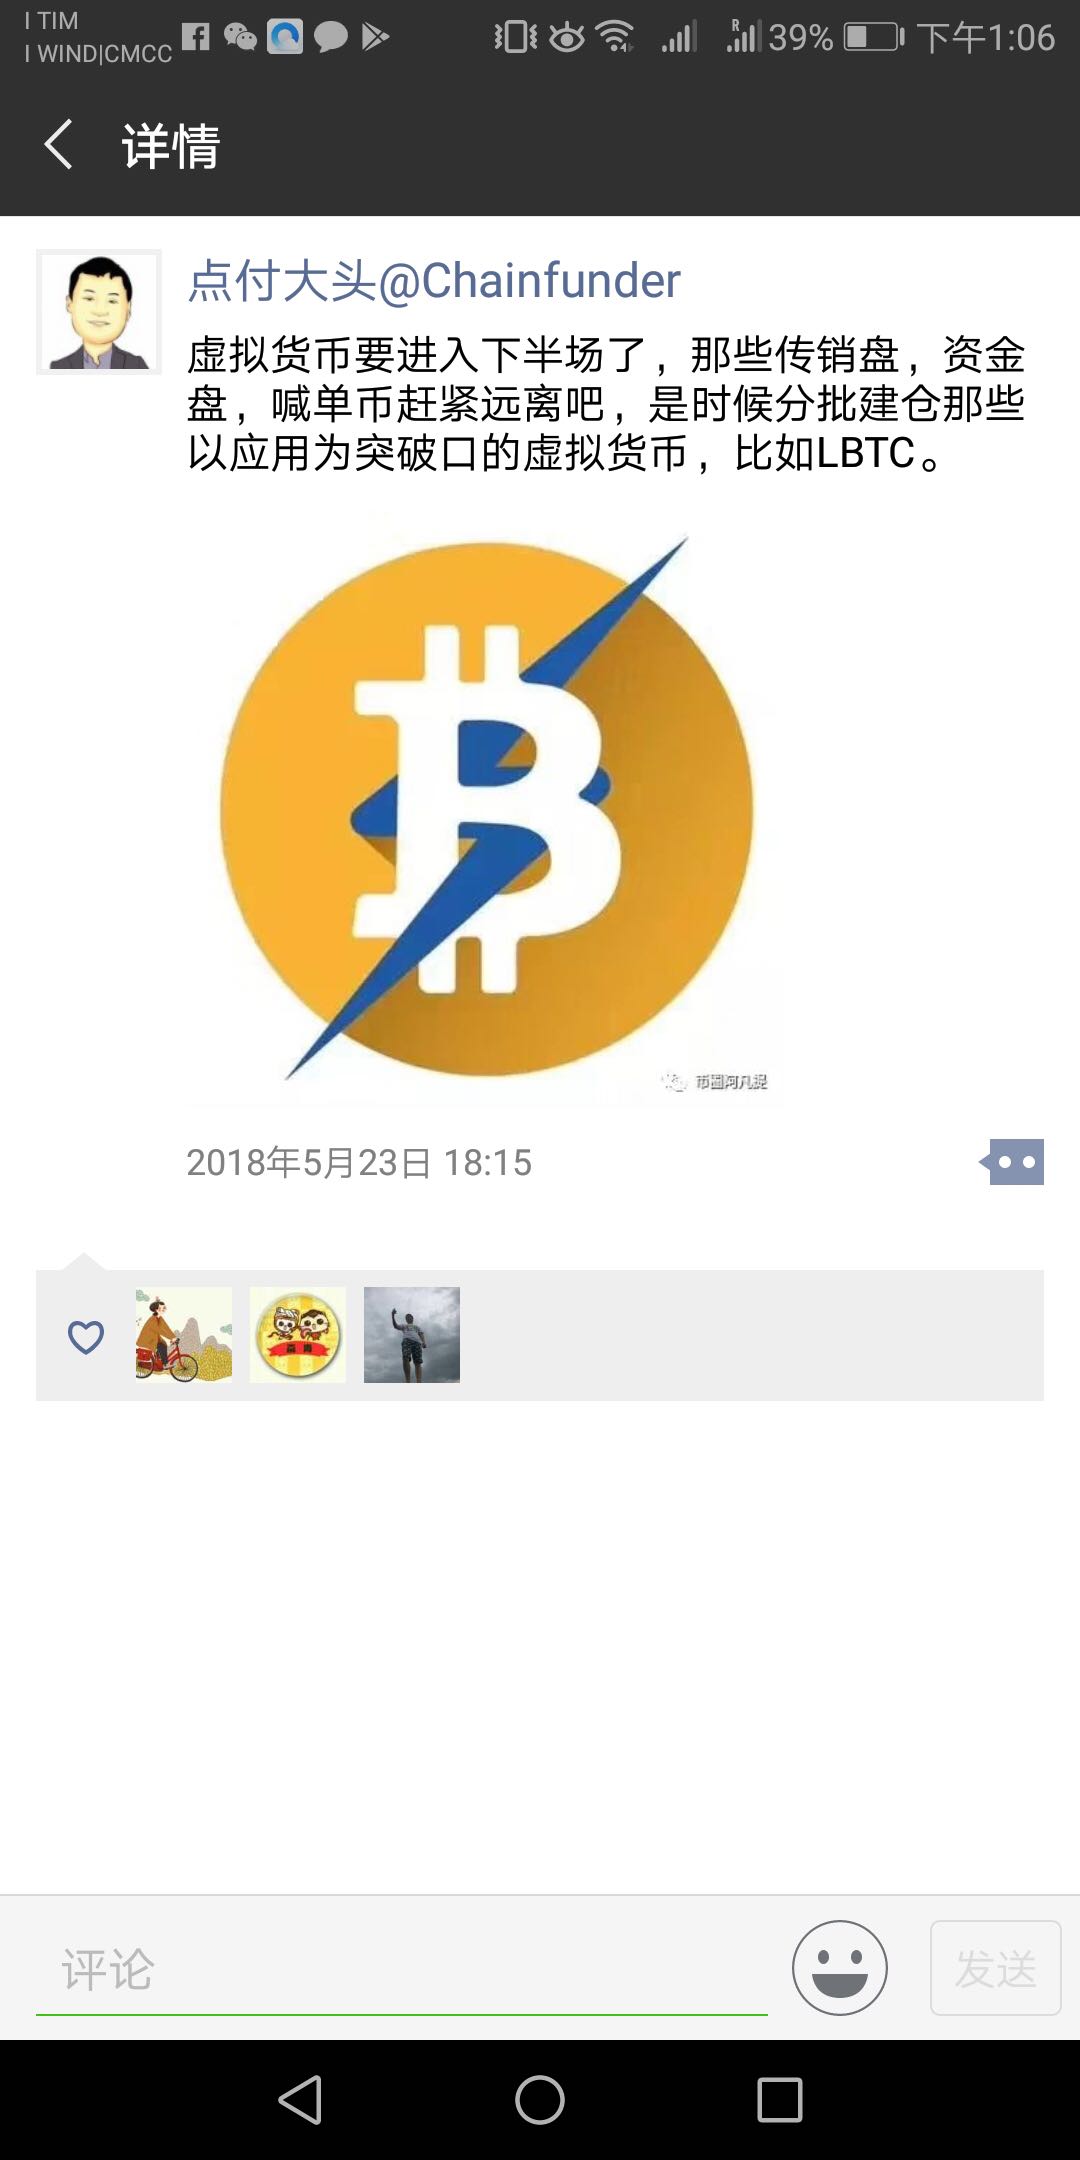 I TIM
I WIND|CMCC
39%
下午1:06
详情
点付大头@Chainfunder
虚拟货币要进入下半场了，那些传销盘，资金
盘，喊单币赶紧远离吧，是时候分批建仓那些
以应用为突破口的虚拟货币，比如LBTC。
币圈阿凡提
2018年5月23日 18:15
评论
发送